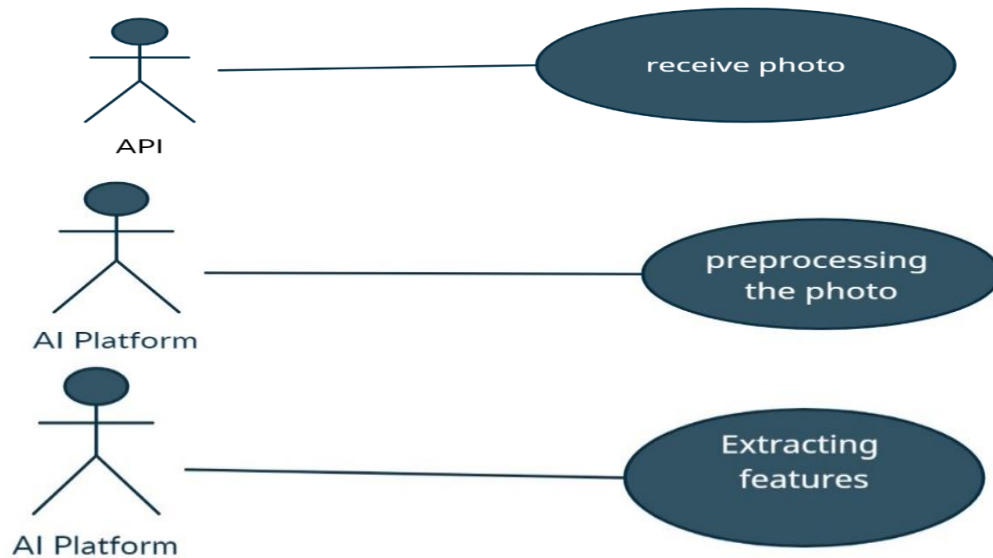 receive photo
API
preprocessing
the photo
AI Platform
Extracting
features
AI Platform